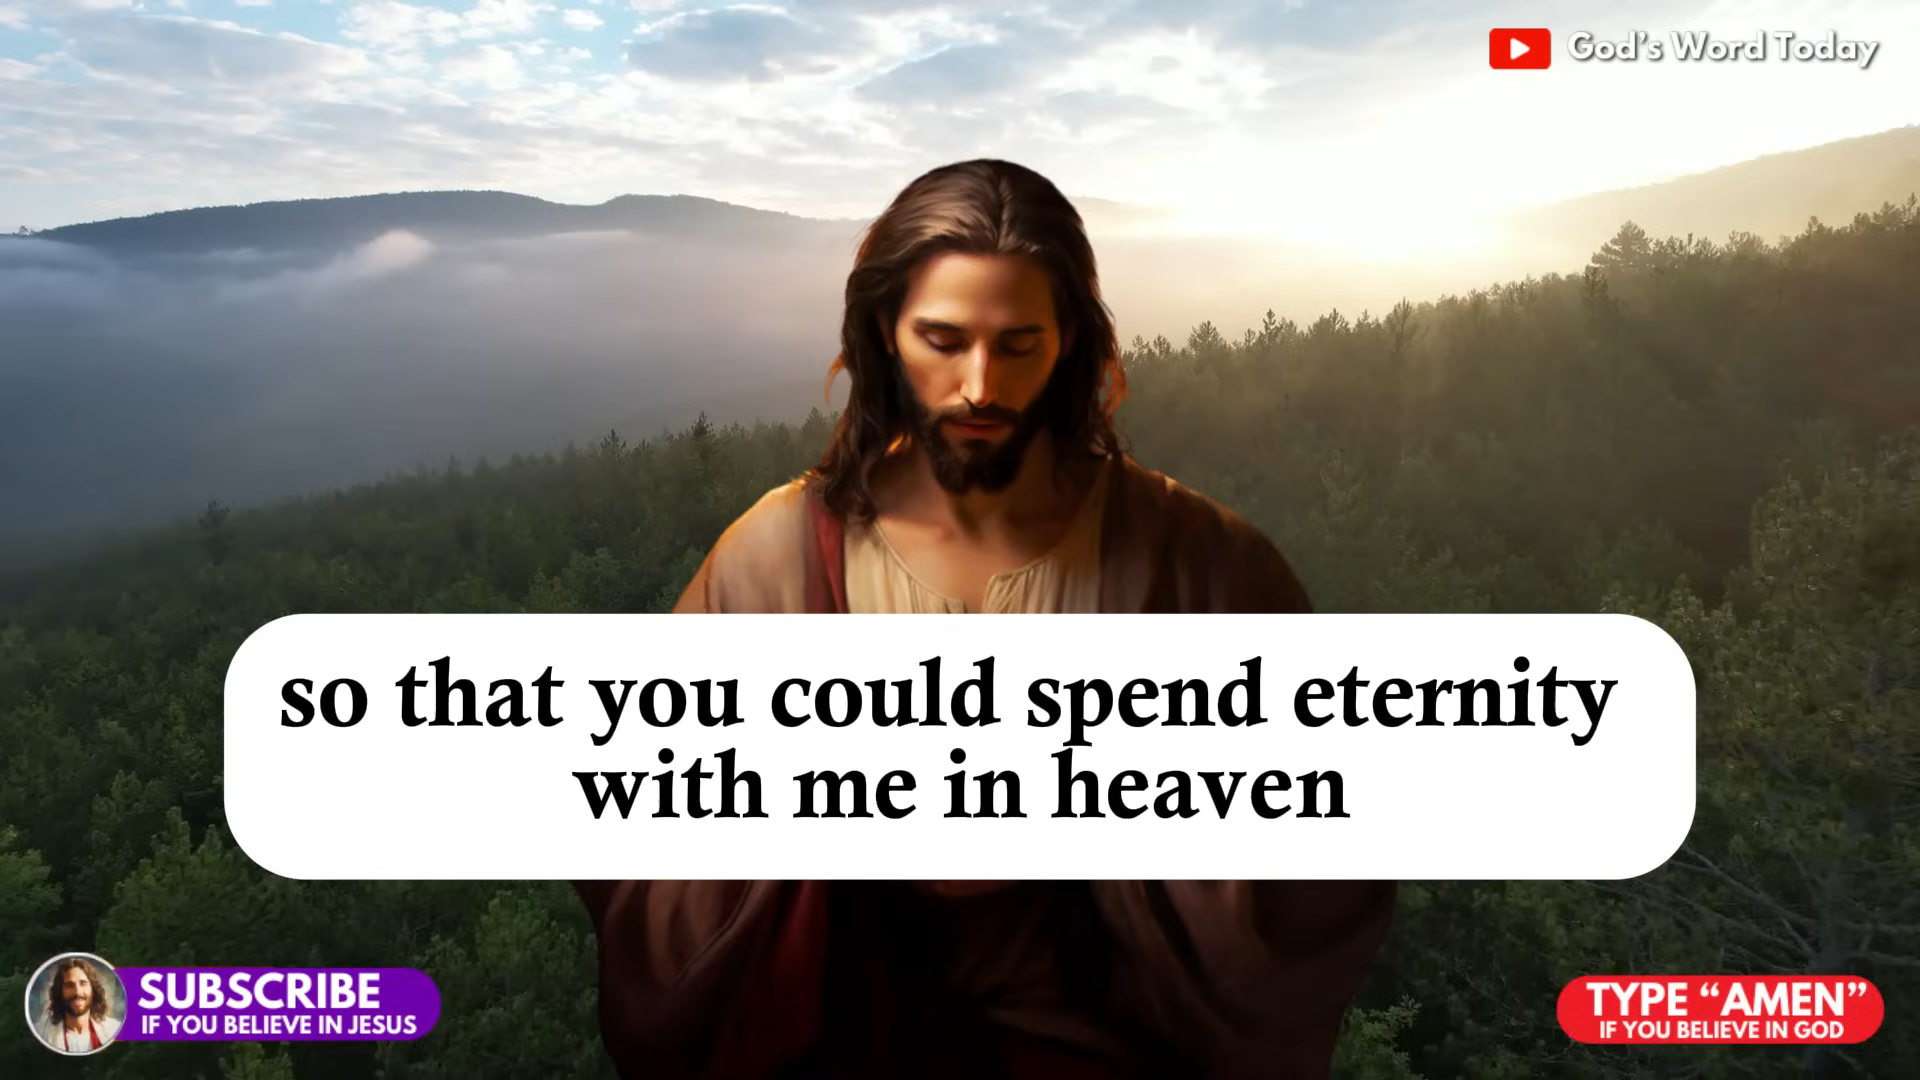 God's Word Today
so that you could spend eternity
with me in heaven
SUBSCRIBE
IF YOU BELIEVE IN JESUS
TYPE “AMEN”
IF YOU BELIEVE IN GOD